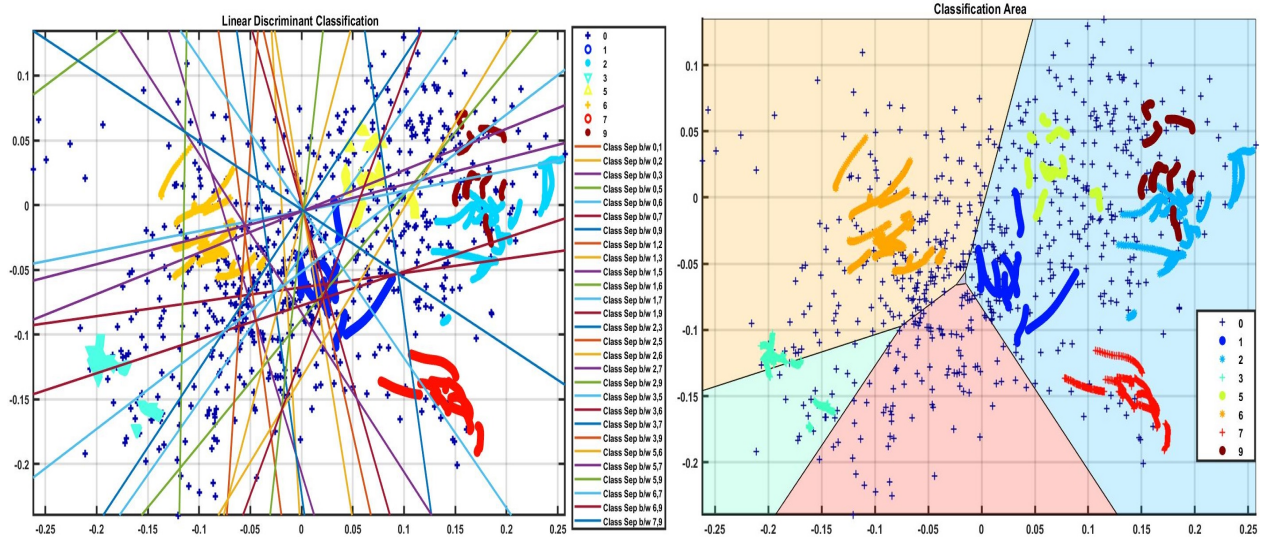 Linear Discriminant Classification
0.1
0.05
0
-0.05
-0.1
-0.15
-0.2
-0.25 -0.2 -0.15 -0.1 -0.05 0 0.05 0.1 0.15 0.2 0.25
0
1
2
3
5
6
7
9
Class Sep b/w 0,1
Class Sep b/w 0,2
Class Sep b/w 0,3
Class Sep b/w 0,5
Class Sep b/w 0,6
Class Sep b/w 0,7
Class Sep b/w 0,9
Class Sep b/w 1,2
Class Sep b/w 1,3
Class Sep b/w 1,5
Class Sep b/w 1,6
Class Sep b/w 1,7
Class Sep b/w 1,9
Class Sep b/w 2,3
Class Sep b/w 2,5
Class Sep b/w 2,6
Class Sep b/w 2,7
Class Sep b/w 2,9
Class Sep b/w 3,5
Class Sep b/w 3,6
Class Sep b/w 3,7
Class Sep b/w 3,9
Class Sep b/w 5,6
Class Sep b/w 5,7
Class Sep b/w 5,9
Class Sep b/w 6,7
Class Sep b/w 6,9
Class Sep b/w 7,9
Classification Area
0.1
0.05
0
-0.05
-0.1
-0.15
-0.2
-0.25 -0.2 -0.15 -0.1 -0.05 0 0.05 0.1 0.15 0.2 0.25
0
1
2
3
5
6
7
9